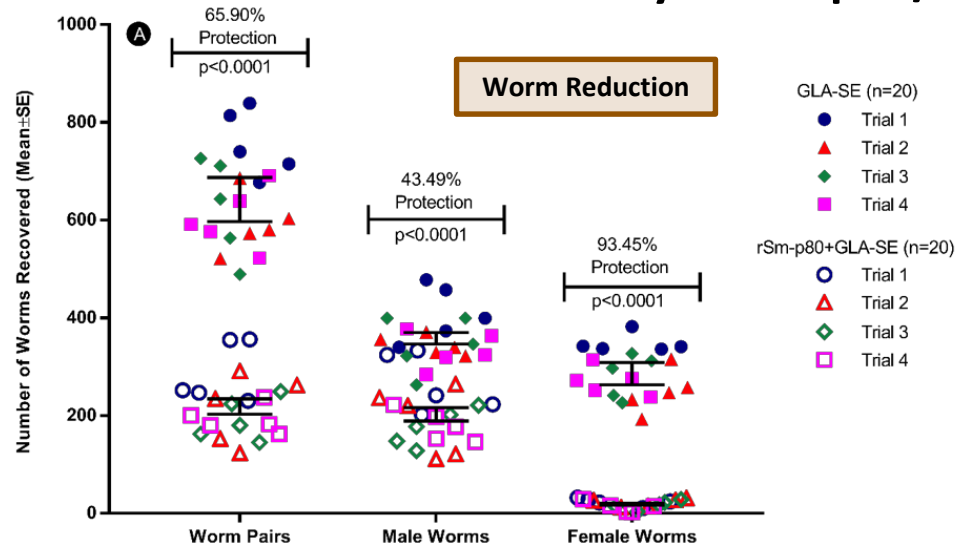 A
Worm Reduction
Number of Worms Recovered (Mean±SE)
1000
800
600
400
200
0
65.90%
Protection
p<0.0001
43.49%
Protection
p<0.0001
93.45%
Protection
p<0.0001
Worm Pairs
Male Worms
Female Worms
GLA-SE (n=20)
Trial 1
Trial 2
Trial 3
Trial 4
rSm-p80+GLA-SE (n=20)
Trial 1
Trial 2
Trial 3
Trial 4